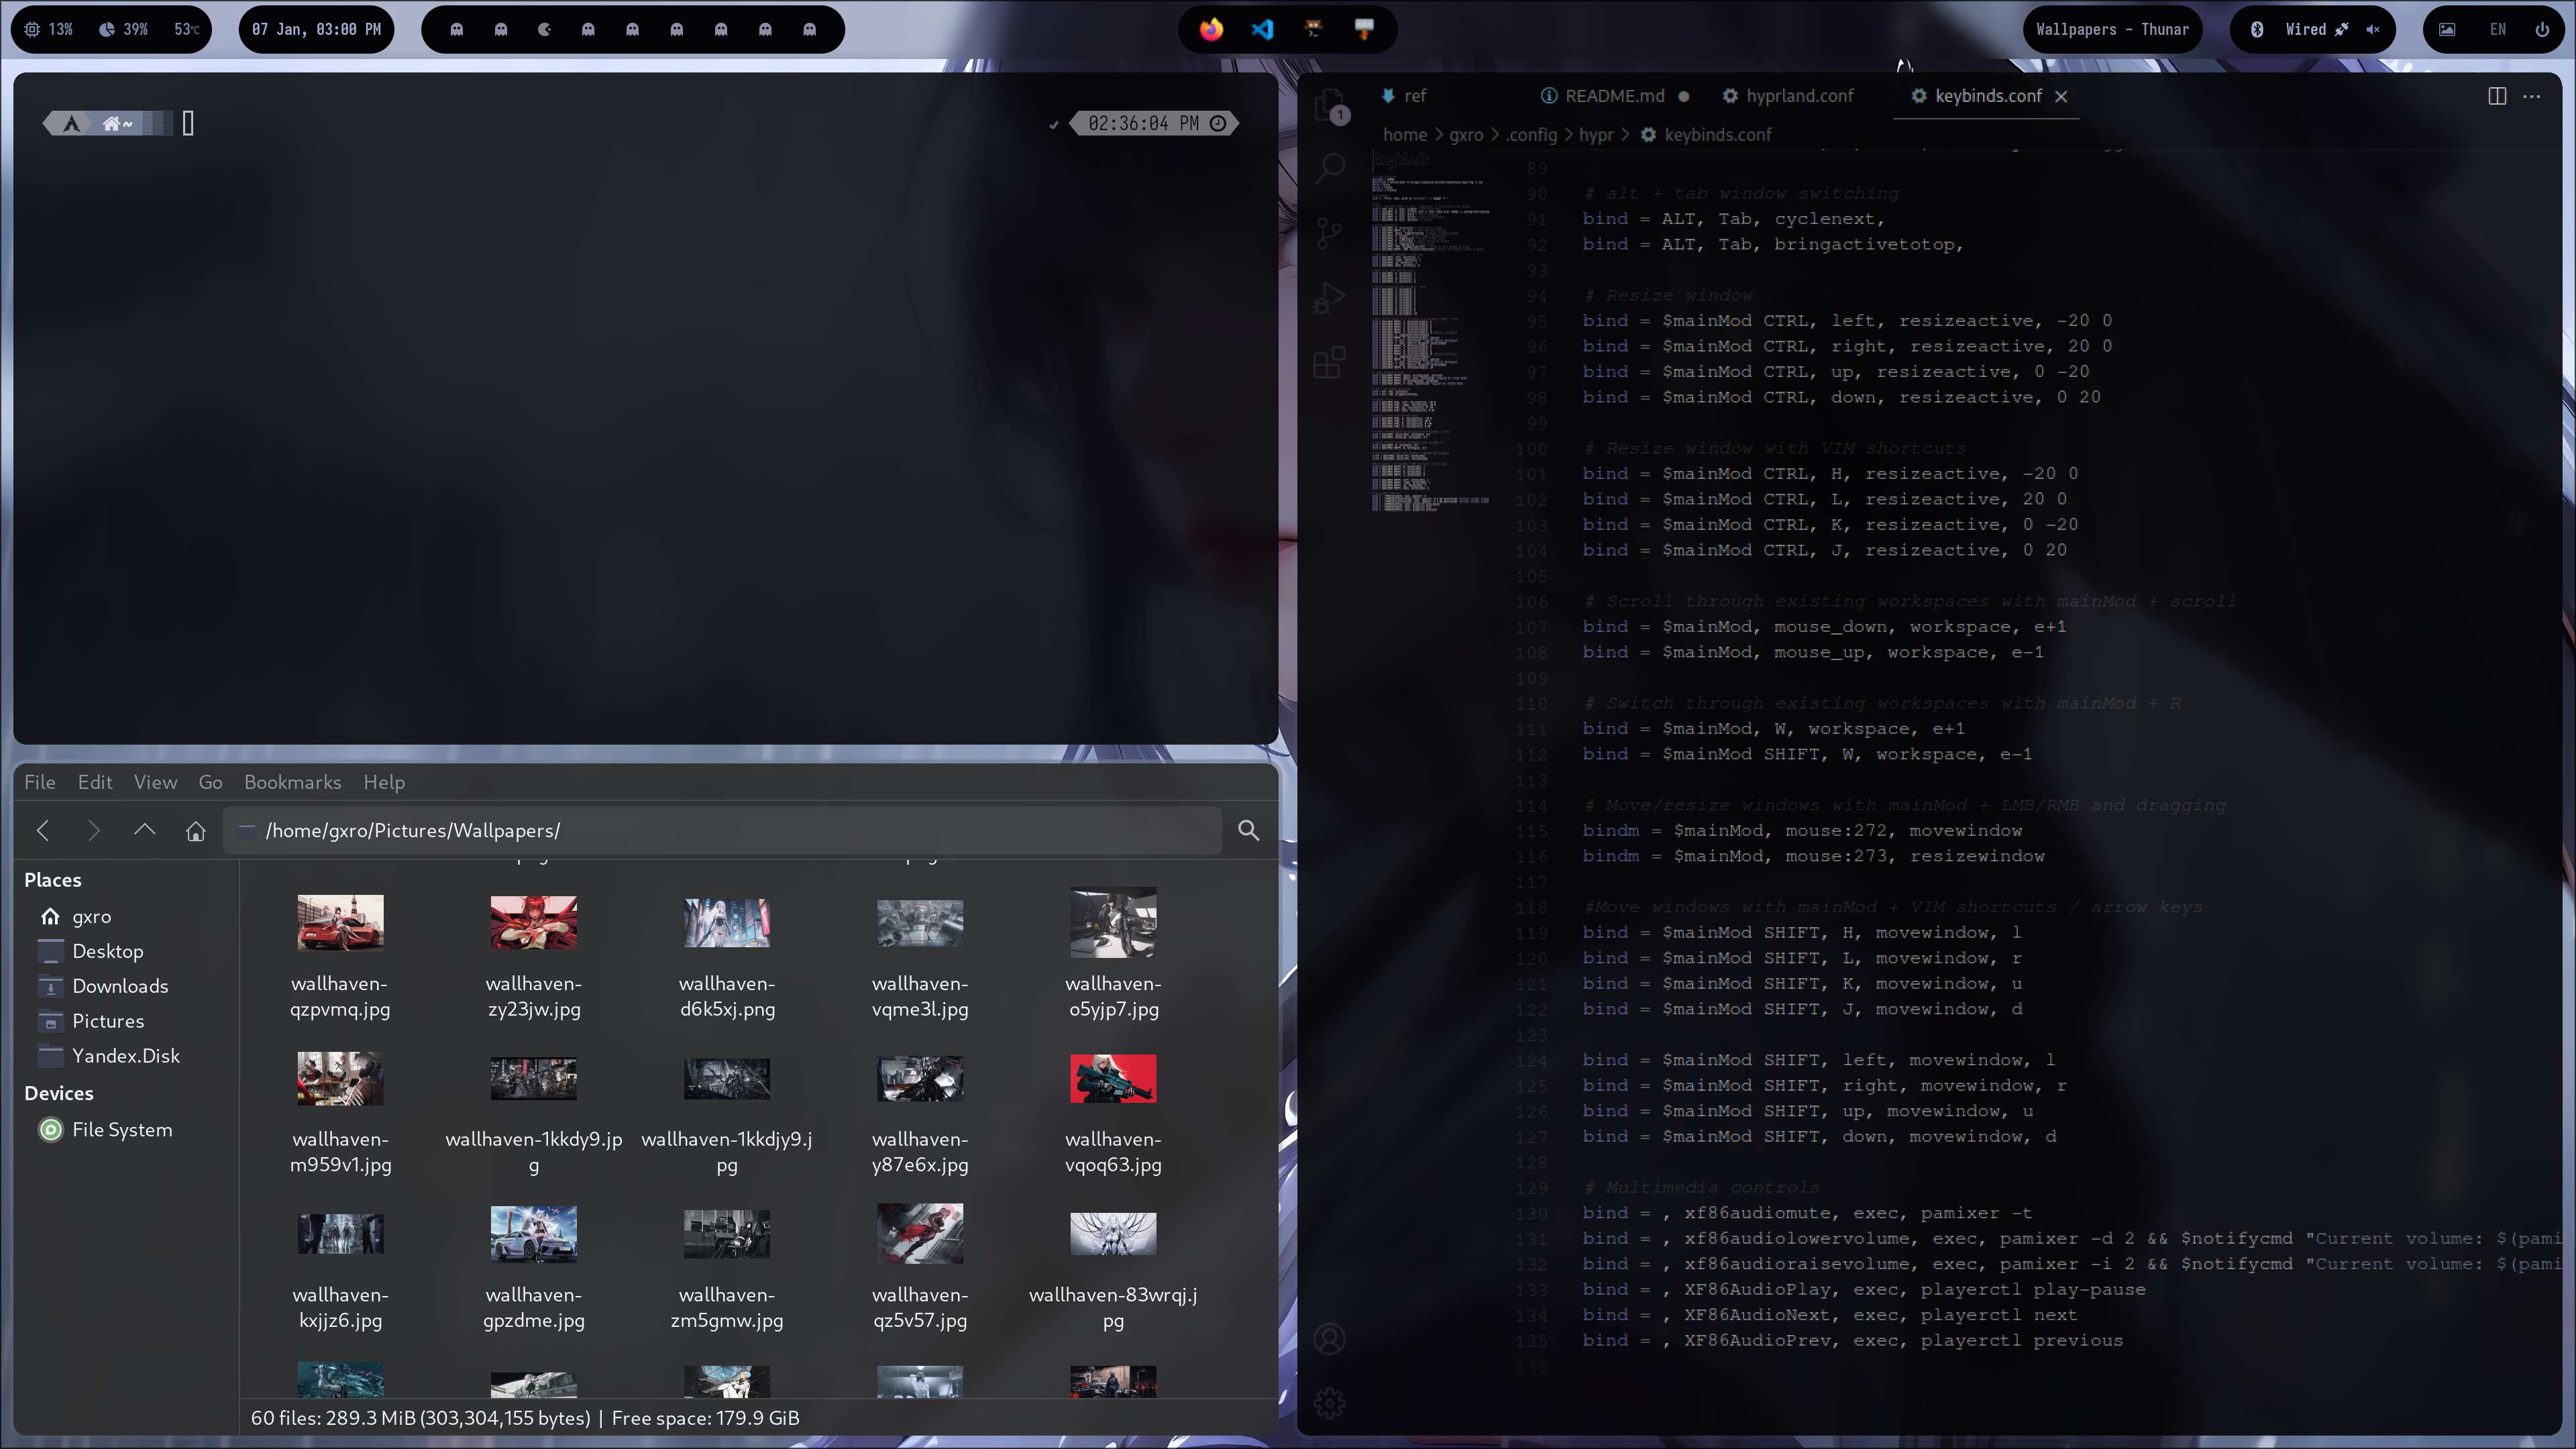 13% 39% 53°C
07 Jan, 03:00 PM
Wallpapers - Thunar
Wired
EN
~
02:36:04 PM
File Edit View Go Bookmarks Help
/home/gxro/Pictures/Wallpapers/
Places
gxro
Desktop
Downloads
Pictures
Yandex.Disk
Devices
File System
wallhaven-
qzpvmq.jpg
wallhaven-
zy23jw.jpg
wallhaven-
d6k5xj.png
wallhaven-
vqme3l.jpg
wallhaven-
o5yjp7.jpg
wallhaven-
m959v1.jpg
wallhaven-1kkdy9.jp
g
wallhaven-1kkdjy9.j
pg
wallhaven-
y87e6x.jpg
wallhaven-
vqoq63.jpg
wallhaven-
kxjjz6.jpg
wallhaven-
gpzdme.jpg
wallhaven-
zm5gmw.jpg
wallhaven-
qz5v57.jpg
wallhaven-83wrqj.j
pg
60 files: 289.3 MiB (303,304,155 bytes) | Free space: 179.9 GiB
1
ref README.md hyprland.conf keybinds.conf
home > gxro > .config > hypr > keybinds.conf
89
90 # alt + tab window switching
91 bind = ALT, Tab, cyclenext,
92 bind = ALT, Tab, bringactivetotop,
93
94 # Resize window
95 bind = $mainMod CTRL, left, resizeactive, -20 0
96 bind = $mainMod CTRL, right, resizeactive, 20 0
97 bind = $mainMod CTRL, up, resizeactive, 0 -20
98 bind = $mainMod CTRL, down, resizeactive, 0 20
99
100 # Resize window with VIM shortcuts
101 bind = $mainMod CTRL, H, resizeactive, -20 0
102 bind = $mainMod CTRL, L, resizeactive, 20 0
103 bind = $mainMod CTRL, K, resizeactive, 0 -20
104 bind = $mainMod CTRL, J, resizeactive, 0 20
105
106 # Scroll through existing workspaces with mainMod + scroll
107 bind = $mainMod, mouse_down, workspace, e+1
108 bind = $mainMod, mouse_up, workspace, e-1
109
110 # Switch through existing workspaces with mainMod + R
111 bind = $mainMod, W, workspace, e+1
112 bind = $mainMod SHIFT, W, workspace, e-1
113
114 # Move/resize windows with mainMod + LMB/RMB and dragging
115 bindm = $mainMod, mouse:272, movewindow
116 bindm = $mainMod, mouse:273, resizewindow
117
118 #Move windows with mainMod + VIM shortcuts / arrow keys
119 bind = $mainMod SHIFT, H, movewindow, l
120 bind = $mainMod SHIFT, L, movewindow, r
121 bind = $mainMod SHIFT, K, movewindow, u
122 bind = $mainMod SHIFT, J, movewindow, d
123
124 bind = $mainMod SHIFT, left, movewindow, l
125 bind = $mainMod SHIFT, right, movewindow, r
126 bind = $mainMod SHIFT, up, movewindow, u
127 bind = $mainMod SHIFT, down, movewindow, d
128
129 # Multimedia controls
130 bind = , xf86audiomute, exec, pamixer -t
131 bind = , xf86audiolowervolume, exec, pamixer -d 2 && $notifycmd "Current volume: $(pami
132 bind = , xf86audioraisevolume, exec, pamixer -i 2 && $notifycmd "Current volume: $(pami
133 bind = , XF86AudioPlay, exec, playerctl play-pause
134 bind = , XF86AudioNext, exec, playerctl next
135 bind = , XF86AudioPrev, exec, playerctl previous
136